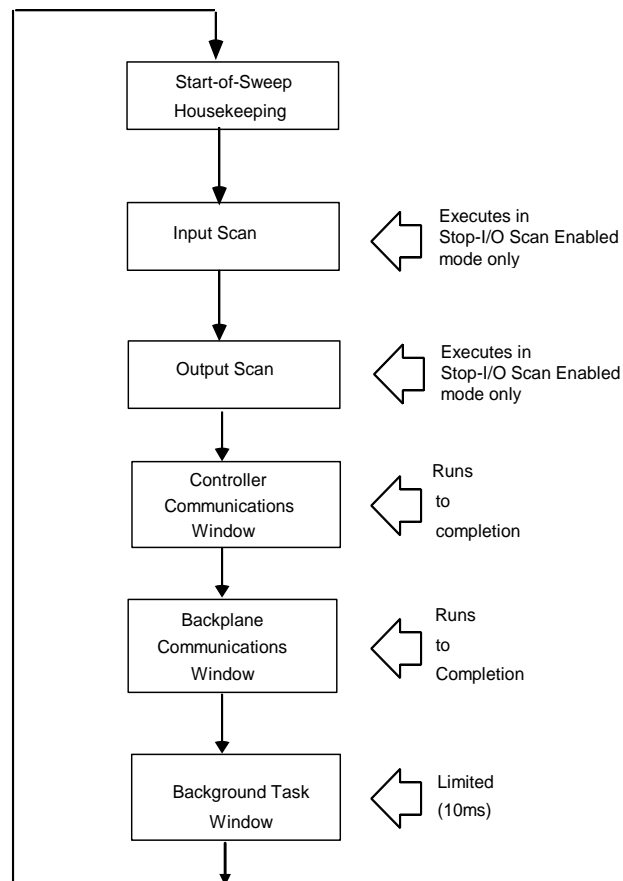 Start-of-Sweep
Housekeeping
Input Scan
Executes in
Stop-I/O Scan Enabled
mode only
Output Scan
Executes in
Stop-I/O Scan Enabled
mode only
Controller
Communications
Window
Runs
to
completion
Backplane
Communications
Window
Runs
to
Completion
Background Task
Window
Limited
(10ms)